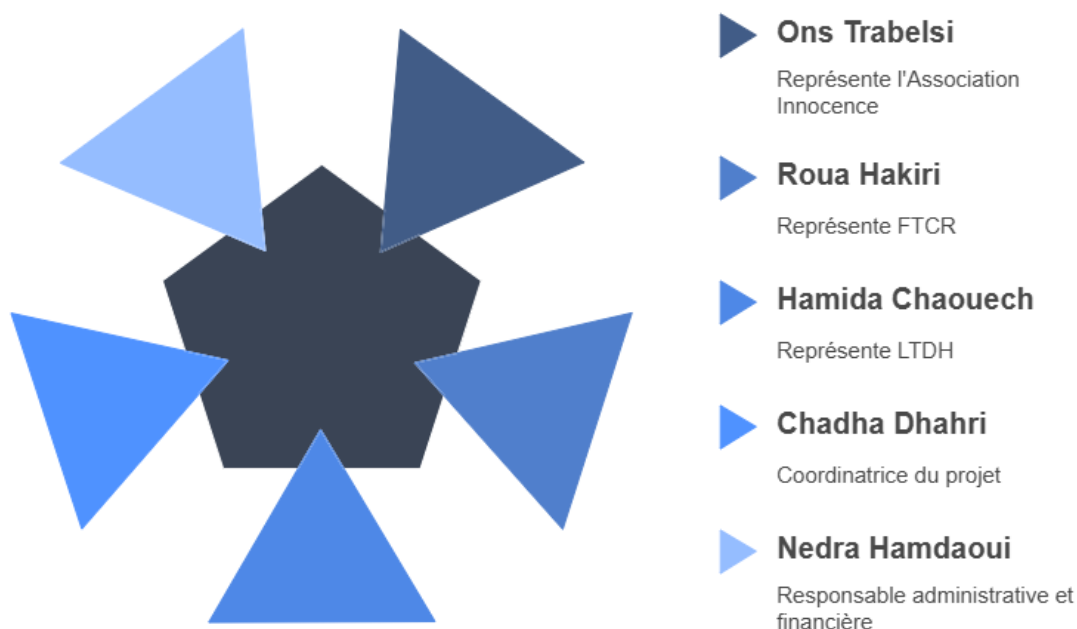 Ons Trabelsi
Représente l'Association
Innocence
Roua Hakiri
Représente FTCR
Hamida Chaouech
Représente LTDH
Chadha Dhahri
Coordinatrice du projet
Nedra Hamdaoui
Responsable administrative et
financière